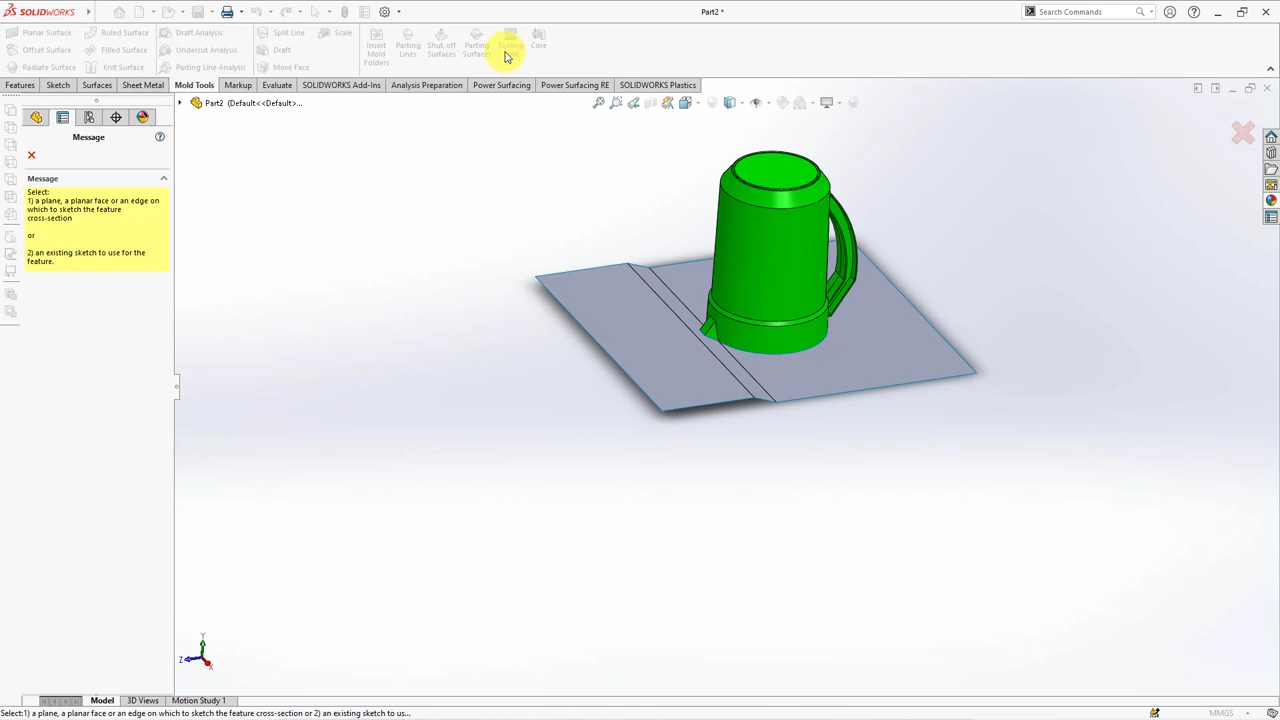 SOLIDWORKS
Part2 *
Search Commands
Planar Surface
Ruled Surface
Draft Analysis
Split Line
Scale
Offset Surface
Filled Surface
Undercut Analysis
Draft
Radiate Surface
Knit Surface
Parting Line Analysis
Move Face
Insert
Mold
Folders
Parting
Lines
Shut-off
Surfaces
Parting
Surfaces
Core
Features
Sketch
Surfaces
Sheet Metal
Mold Tools
Markup
Evaluate
SOLIDWORKS Add-Ins
Analysis Preparation
Power Surfacing
Power Surfacing RE
SOLIDWORKS Plastics
Part2 (Default<<Default>...
Message
Message
Select:
1) a plane, a planar face or an edge on
which to sketch the feature
cross-section
or
2) an existing sketch to use for the
feature.
Y
Z
X
Model
3D Views
Motion Study 1
Select:1) a plane, a planar face or an edge on which to sketch the feature cross-section or 2) an existing sketch to us...
MMGS